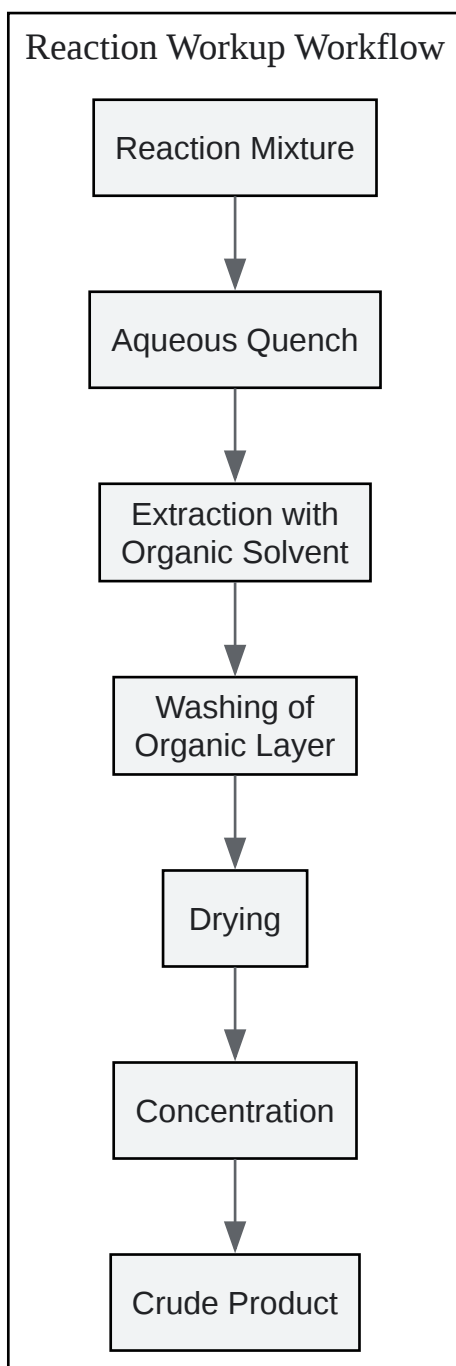 Reaction Workup Workflow
Reaction Mixture
Aqueous Quench
Extraction with
Organic Solvent
Washing of
Organic Layer
Drying
Concentration
Crude Product